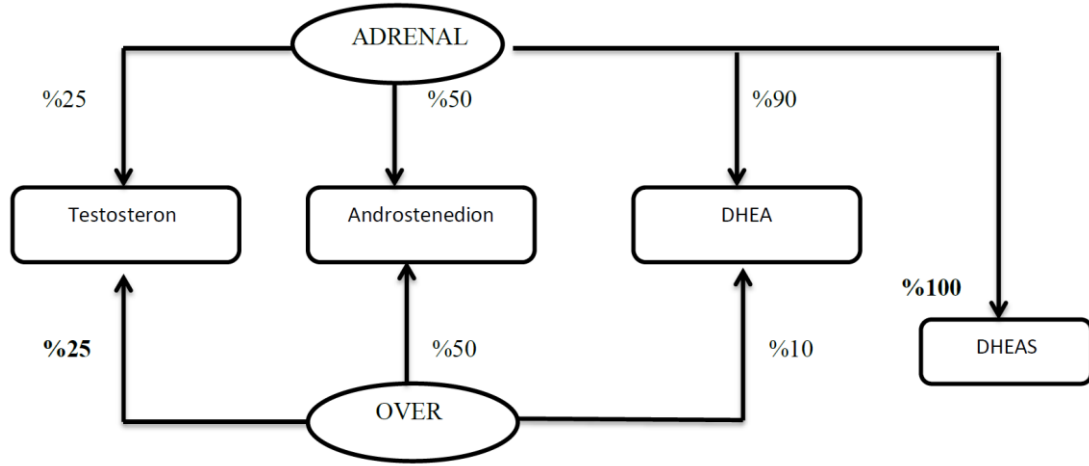 ADRENAL
%25
%50
%90
Testosteron
Androstenedion
DHEA
%100
DHEAS
%25
%50
%10
OVER